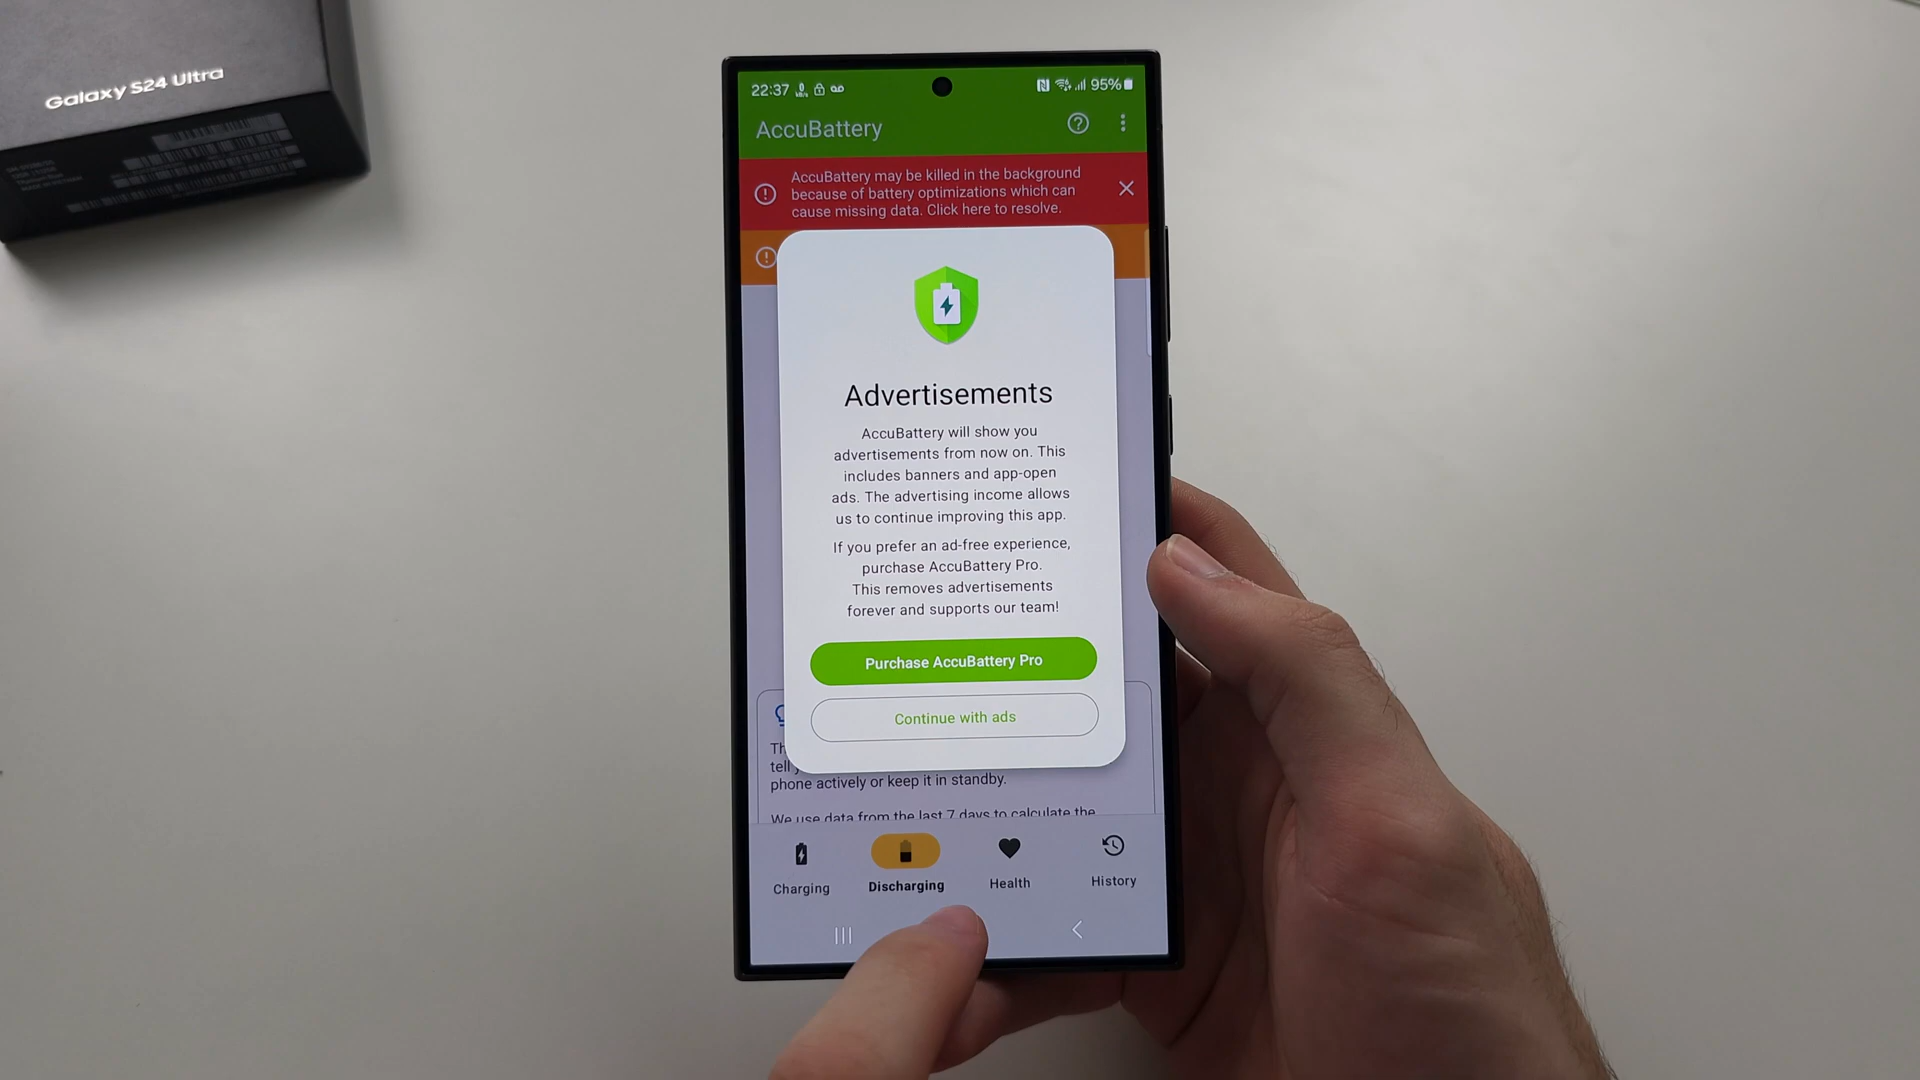 Galaxy S24 Ultra
22:37
95%
AccuBattery
AccuBattery may be killed in the background
because of battery optimizations which can
cause missing data. Click here to resolve.
Advertisements
AccuBattery will show you
advertisements from now on. This
includes banners and app-open
ads. The advertising income allows
us to continue improving this app.
If you prefer an ad-free experience,
purchase AccuBattery Pro.
This removes advertisements
forever and supports our team!
Purchase AccuBattery Pro
Continue with ads
Th
tell y
phone actively or keep it in standby.
We use data from the last 7 days to calculate the
Charging
Discharging
Health
History